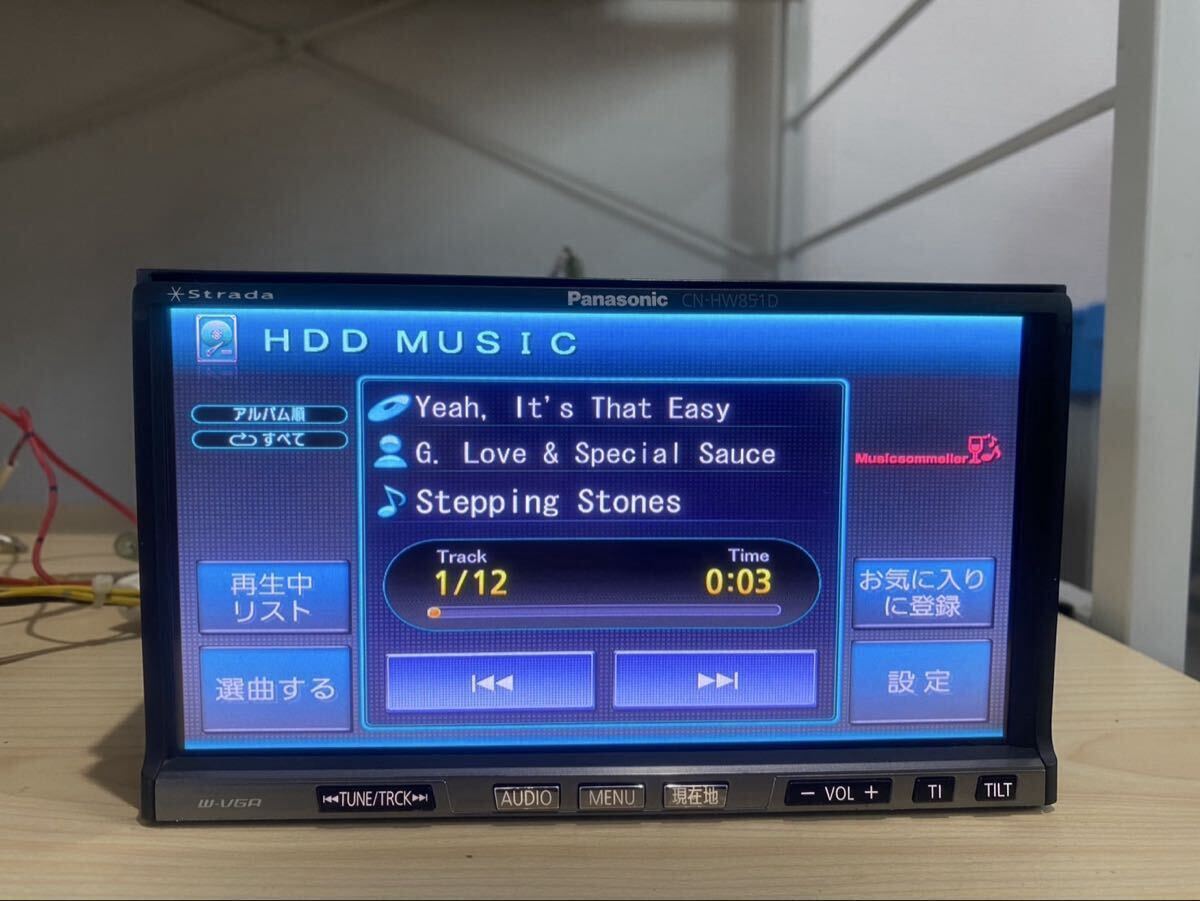 Strada
Panasonic CN-HW851D
HDD MUSIC
アルバム順
すべて
Yeah, It's That Easy
G. Love & Special Sauce
Stepping Stones
Musicsommelier
Track
Time
1/12
0:03
再生中
リスト
お気に入り
に登録
選曲する
設定
W-VGA
TUNE/TRCK
AUDIO
MENU
現在地
− VOL +
TI
TILT